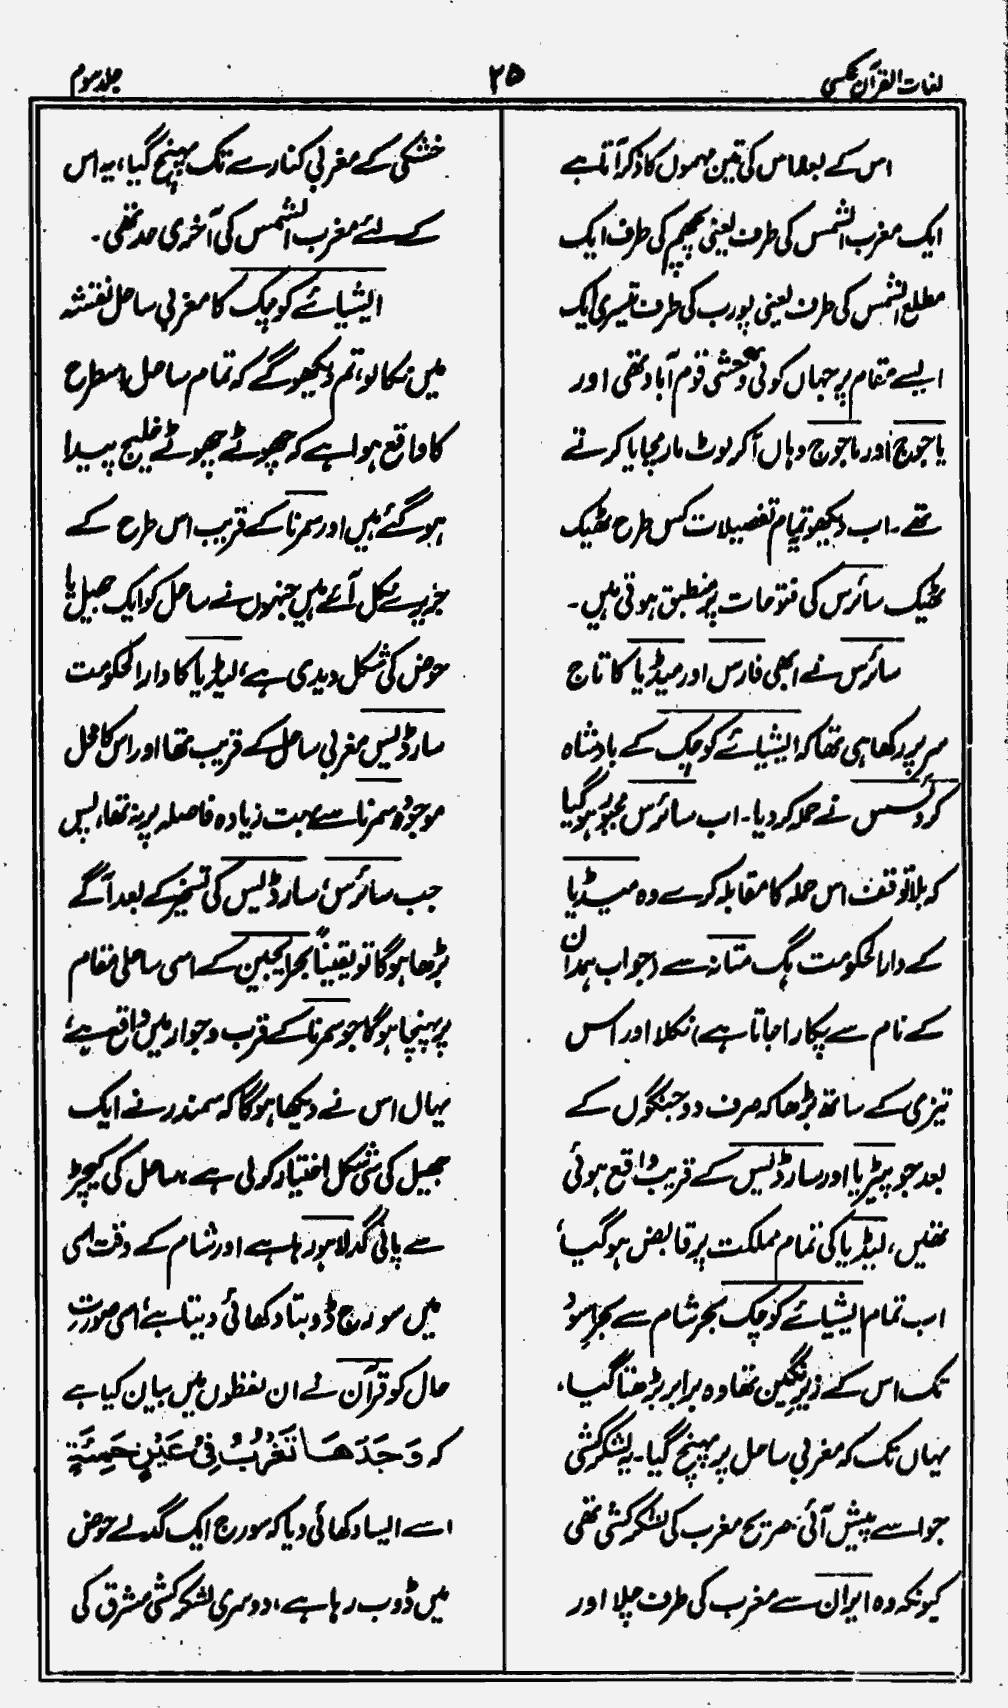 لغات القرآن عکسی
۲۵
جلد سوم
اس کے بعد اس کی تین مہموں کا ذکر آتا ہے
ایک مغرب الشمس کی طرف یعنی پچھم کی طرف ایک
مطلع الشمس کی طرف یعنی پورب کی طرف تیسری ایک
ایسے مقام پر جہاں کوئی وحشی قوم آباد تھی اور
یاجوج اور ماجوج وہاں آکر لوٹ مار مچایا کرتے
تھے۔ اب دیکھو تمام تفصیلات کس طرح ٹھیک
ٹھیک سائرس کی فتوحات پر منطبق ہوتی ہیں۔
سائرس نے ابھی فارس اور میڈیا کا تاج
سر پر رکھا ہی تھا کہ ایشیائے کوچک کے بادشاہ
کرڈسس نے حملہ کردیا۔ اب سائرس مجبور ہوگیا
کہ بلا توقف اس حملہ کا مقابلہ کرے وہ میڈیا
کے دارالحکومت ہگ متانہ سے (جو اب ہمدان
کے نام سے پکارا جاتا ہے) نکلا اور اس
تیزی کے ساتھ بڑھا کہ صرف دو جنگوں کے
بعد جو پیٹریا اور سارڈیس کے قریب واقع ہوئی
تھیں، لیڈیا کی تمام مملکت پر قابض ہوگیا،
اب تمام ایشیائے کوچک بحر شام سے بحر اسود
تک اس کے زیر نگین تھا وہ برابر بڑھتا گیا،
یہاں تک کہ مغربی ساحل پر پہنچ گیا۔ یہ لشکر کشی
جو اسے پیش آئی صریح مغرب کی لشکر کشی تھی
کیونکہ وہ ایران سے مغرب کی طرف چلا اور
خشکی کے مغربی کنارے تک پہنچ گیا، یہ اس
کے لئے مغرب الشمس کی آخری حد تھی۔
ایشیائے کوچک کا مغربی ساحل نقشہ
میں نکالو، تم دیکھو گے کہ تمام ساحل اسطرح
کا واقع ہوا ہے کہ چھوٹے چھوٹے خلیج پیدا
ہوگئے ہیں اور سمرنا کے قریب اس طرح کے
جزیرے نکل آئے ہیں جنہوں نے ساحل کو ایک جھیل یا
حوض کی شکل دیدی ہے، لیڈیا کا دارالحکومت
سارڈیس مغربی ساحل کے قریب تھا اور اس کا محل
موجودہ سمرنا سے بہت زیادہ فاصلہ پر نہ تھا، پس
جب سائرس، سارڈیس کی تسخیر کے بعد آگے
بڑھا ہوگا تو یقیناً بحر ایجین کے اسی ساحلی مقام
پر پہنچا ہوگا جو سمرنا کے قرب وجوار میں واقع ہے،
یہاں اس نے دیکھا ہوگا کہ سمندر نے ایک
جھیل کی سی شکل اختیار کرلی ہے، ساحل کی کیچڑ
سے پانی گدلا ہو رہا ہے اور شام کے وقت اسی
میں سورج ڈوبتا دکھائی دیتا ہے، اسی صورت
حال کو قرآن نے ان لفظوں میں بیان کیا ہے
کہ وَجَدَهَا تَغْرُبُ فِیْ عَیْنٍ حَمِئَةٍ
اسے ایسا دکھائی دیا کہ سورج ایک گدلے حوض
میں ڈوب رہا ہے، دوسری لشکر کشی مشرق کی